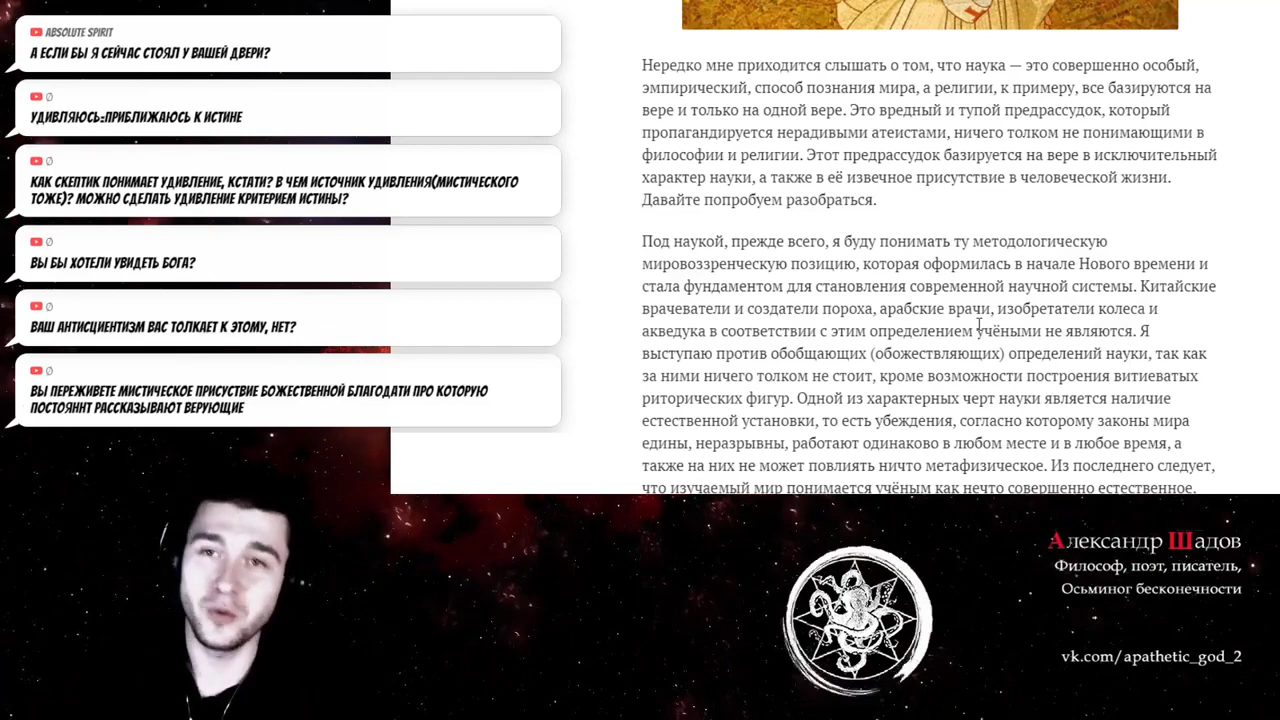 ABSOLUTE SPIRIT
А ЕСЛИ БЫ Я СЕЙЧАС СТОЯЛ У ВАШЕЙ ДВЕРИ?
Ø
УДИВЛЯЮСЬ=ПРИБЛИЖАЮСЬ К ИСТИНЕ
Ø
КАК СКЕПТИК ПОНИМАЕТ УДИВЛЕНИЕ, КСТАТИ? В ЧЕМ ИСТОЧНИК УДИВЛЕНИЯ(МИСТИЧЕСКОГО
ТОЖЕ)? МОЖНО СДЕЛАТЬ УДИВЛЕНИЕ КРИТЕРИЕМ ИСТИНЫ?
Ø
ВЫ БЫ ХОТЕЛИ УВИДЕТЬ БОГА?
Ø
ВАШ АНТИСЦИЕНТИЗМ ВАС ТОЛКАЕТ К ЭТОМУ, НЕТ?
Ø
ВЫ ПЕРЕЖИВЕТЕ МИСТИЧЕСКОЕ ПРИСУСТВИЕ БОЖЕСТВЕННОЙ БЛАГОДАТИ ПРО КОТОРУЮ
ПОСТОЯННТ РАССКАЗЫВАЮТ ВЕРУЮЩИЕ
Нередко мне приходится слышать о том, что наука — это совершенно особый,
эмпирический, способ познания мира, а религии, к примеру, все базируются на
вере и только на одной вере. Это вредный и тупой предрассудок, который
пропагандируется нерадивыми атеистами, ничего толком не понимающими в
философии и религии. Этот предрассудок базируется на вере в исключительный
характер науки, а также в её извечное присутствие в человеческой жизни.
Давайте попробуем разобраться.
Под наукой, прежде всего, я буду понимать ту методологическую
мировоззренческую позицию, которая оформилась в начале Нового времени и
стала фундаментом для становления современной научной системы. Китайские
врачеватели и создатели пороха, арабские врачи, изобретатели колеса и
акведука в соответствии с этим определением учёными не являются. Я
выступаю против обобщающих (обожествляющих) определений науки, так как
за ними ничего толком не стоит, кроме возможности построения витиеватых
риторических фигур. Одной из характерных черт науки является наличие
естественной установки, то есть убеждения, согласно которому законы мира
едины, неразрывны, работают одинаково в любом месте и в любое время, а
также на них не может повлиять ничто метафизическое. Из последнего следует,
что изучаемый мир понимается учёным как нечто совершенно естественное.
Александр Шадов
Философ, поэт, писатель,
Осьминог бесконечности
vk.com/apathetic_god_2